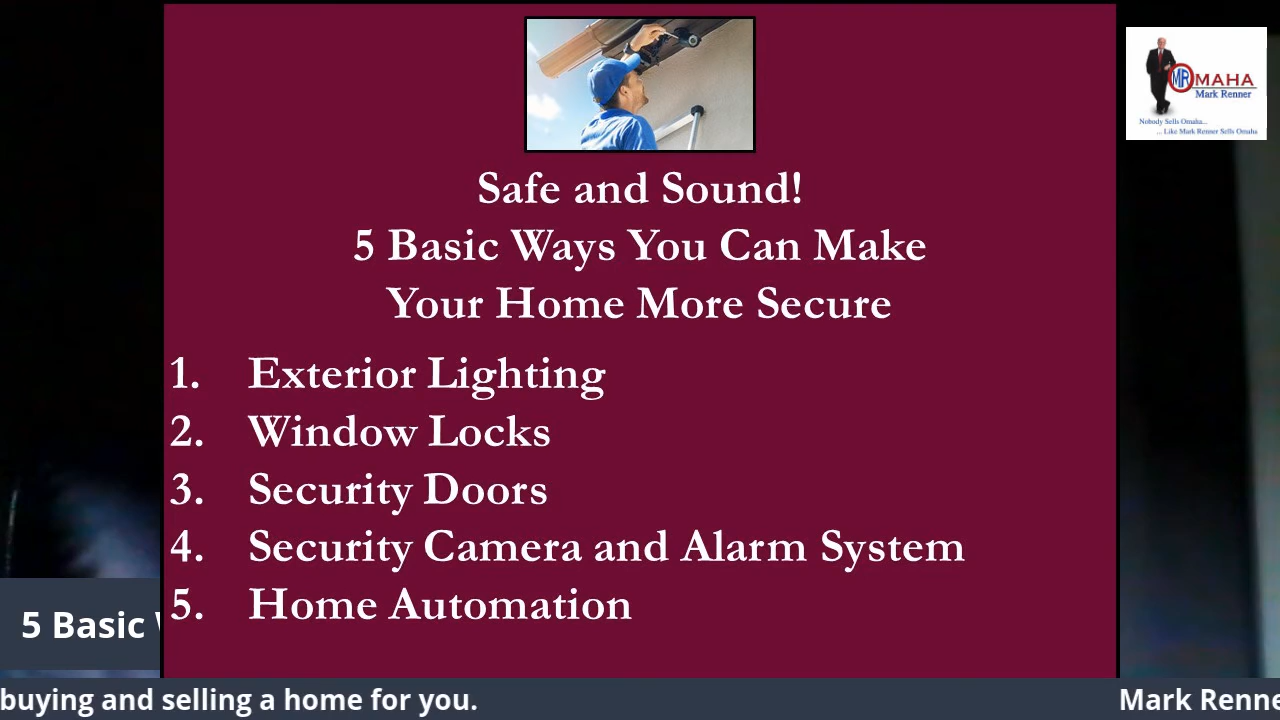 MR OMAHA
Mark Renner
Nobody Sells Omaha...
... Like Mark Renner Sells Omaha
Safe and Sound!
5 Basic Ways You Can Make
Your Home More Secure
1. Exterior Lighting
2. Window Locks
3. Security Doors
4. Security Camera and Alarm System
5. Home Automation
5 Basic
buying and selling a home for you.
Mark Renne